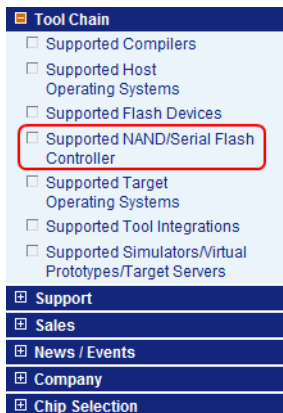 Tool Chain
Supported Compilers
Supported Host
Operating Systems
Supported Flash Devices
Supported NAND/Serial Flash
Controller
Supported Target
Operating Systems
Supported Tool Integrations
Supported Simulators/Virtual
Prototypes/Target Servers
Support
Sales
News / Events
Company
Chip Selection